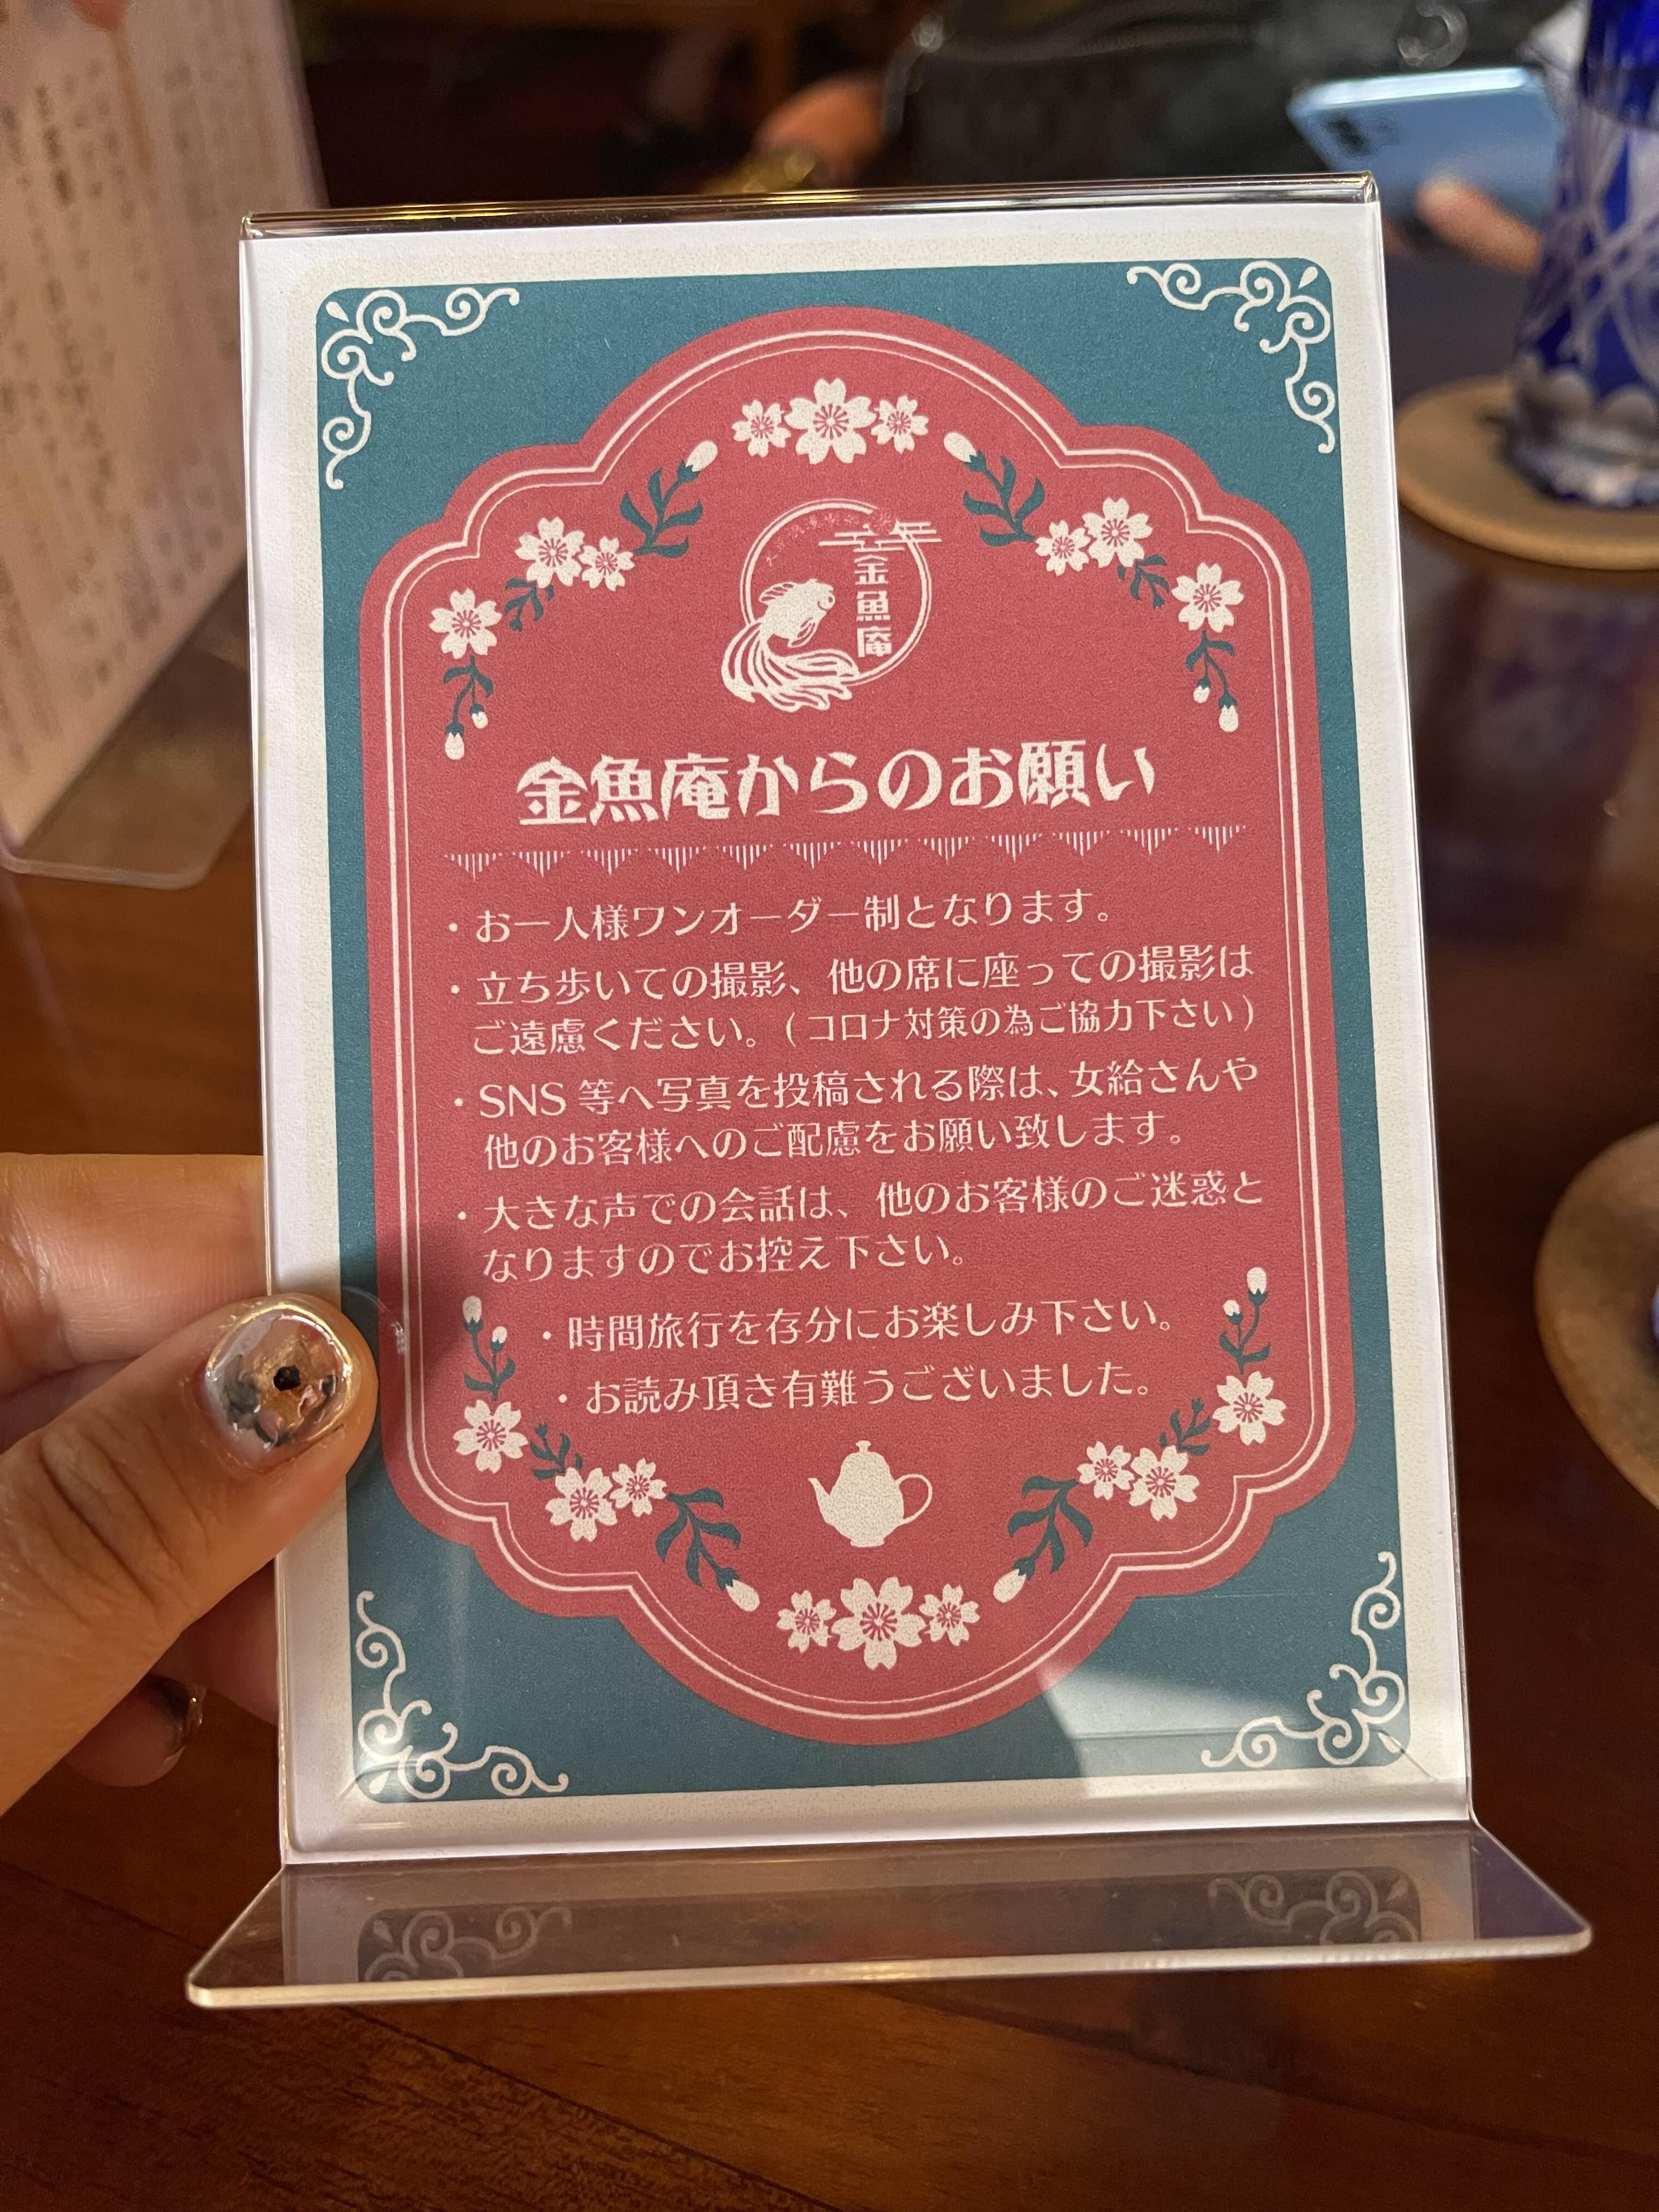 金魚庵
金魚庵からのお願い
・お一人様ワンオーダー制となります。
・立ち歩いての撮影、他の席に座っての撮影は
ご遠慮ください。(コロナ対策の為ご協力下さい)
・SNS等へ写真を投稿される際は、女給さんや
他のお客様へのご配慮をお願い致します。
・大きな声での会話は、他のお客様のご迷惑と
なりますのでお控え下さい。
・時間旅行を存分にお楽しみ下さい。
・お読み頂き有難うございました。